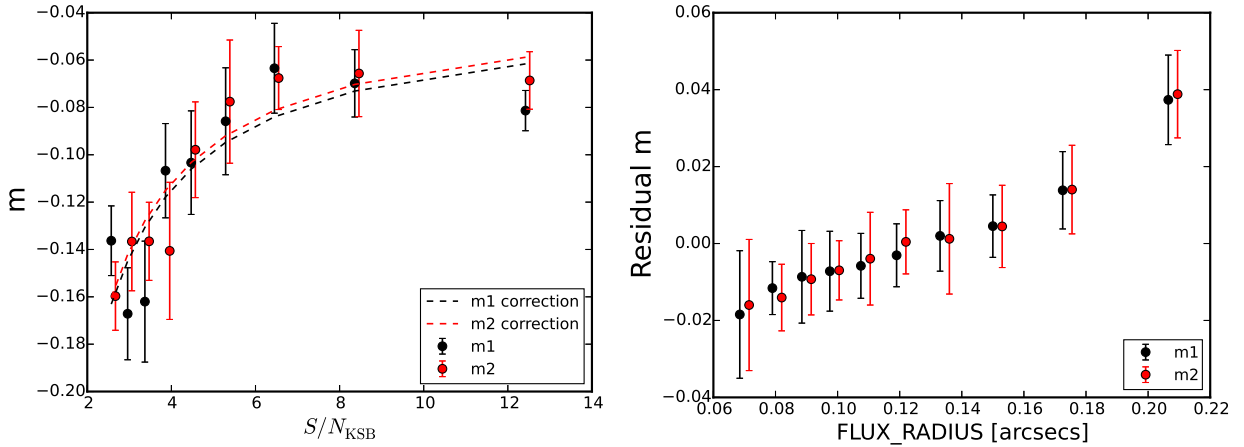 −0.04
−0.06
−0.08
−0.10
−0.12
−0.14
−0.16
−0.18
−0.20
m
2 4 6 8 10 12 14
S/N_KSB
m1 correction
m2 correction
m1
m2
0.06
0.04
0.02
0.00
−0.02
−0.04
Residual m
0.06 0.08 0.10 0.12 0.14 0.16 0.18 0.20 0.22
FLUX_RADIUS [arcsecs]
m1
m2